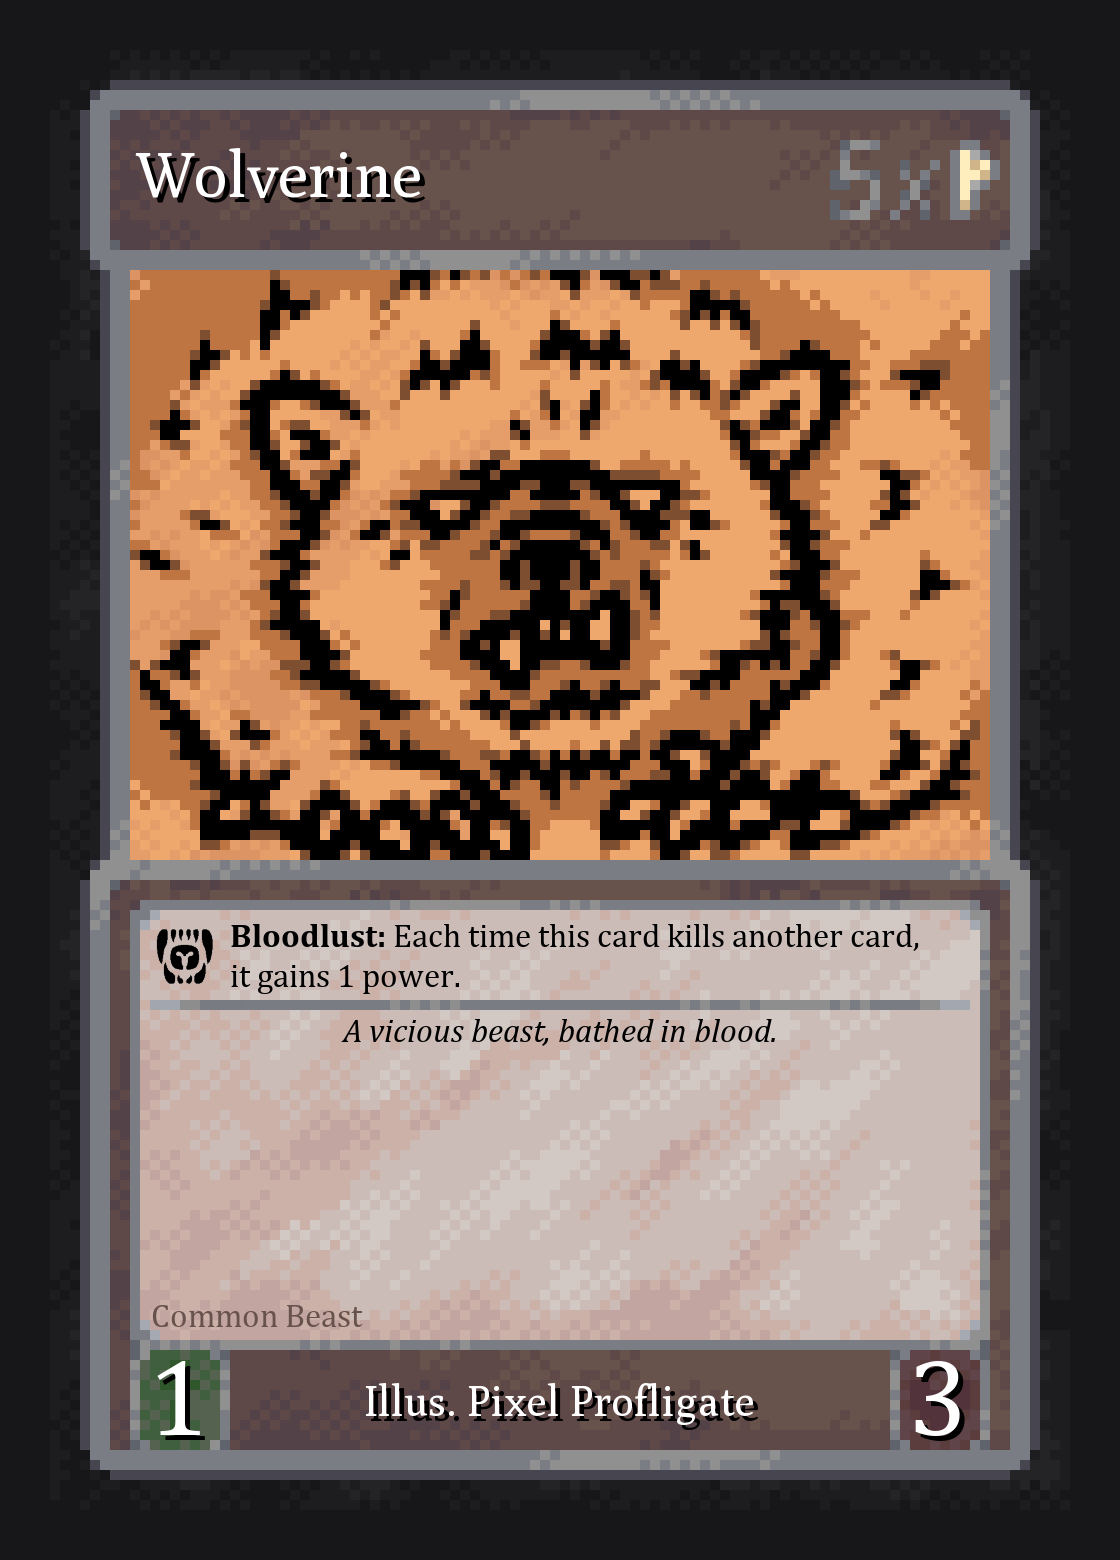 Wolverine
5x
Bloodlust: Each time this card kills another card,
it gains 1 power.
A vicious beast, bathed in blood.
Common Beast
1
Illus. Pixel Profligate
3